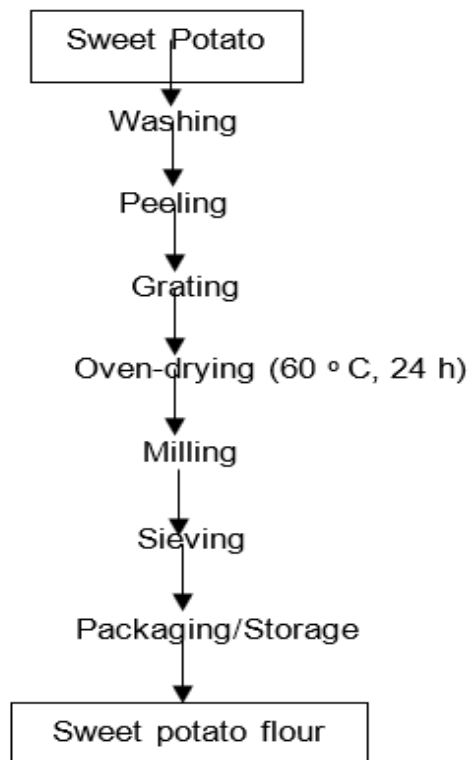 Sweet Potato
Washing
Peeling
Grating
Oven-drying (60 º C, 24 h)
Milling
Sieving
Packaging/Storage
Sweet potato flour